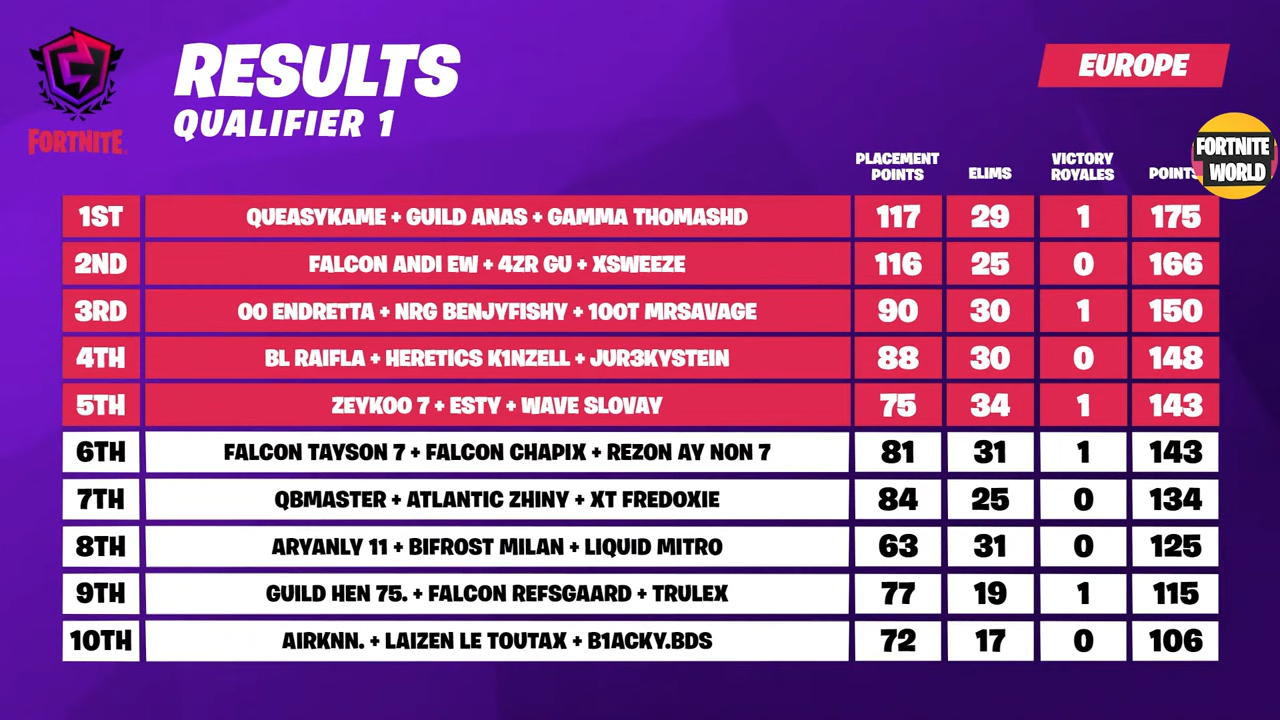 RESULTS
QUALIFIER 1
FORTNITE
EUROPE
FORTNITE
WORLD
PLACEMENT POINTS ELIMS VICTORY ROYALES POINTS
1ST QUEASYKAME + GUILD ANAS + GAMMA THOMASHD 117 29 1 175
2ND FALCON ANDI EW + 4ZR GU + XSWEEZE 116 25 0 166
3RD OO ENDRETTA + NRG BENJYFISHY + 100T MRSAVAGE 90 30 1 150
4TH BL RAIFLA + HERETICS K1NZELL + JUR3KYSTEIN 88 30 0 148
5TH ZEYKOO 7 + ESTY + WAVE SLOVAY 75 34 1 143
6TH FALCON TAYSON 7 + FALCON CHAPIX + REZON AY NON 7 81 31 1 143
7TH QBMASTER + ATLANTIC ZHINY + XT FREDOXIE 84 25 0 134
8TH ARYANLY 11 + BIFROST MILAN + LIQUID MITRO 63 31 0 125
9TH GUILD HEN 75. + FALCON REFSGAARD + TRULEX 77 19 1 115
10TH AIRKNN. + LAIZEN LE TOUTAX + B1ACKY.BDS 72 17 0 106